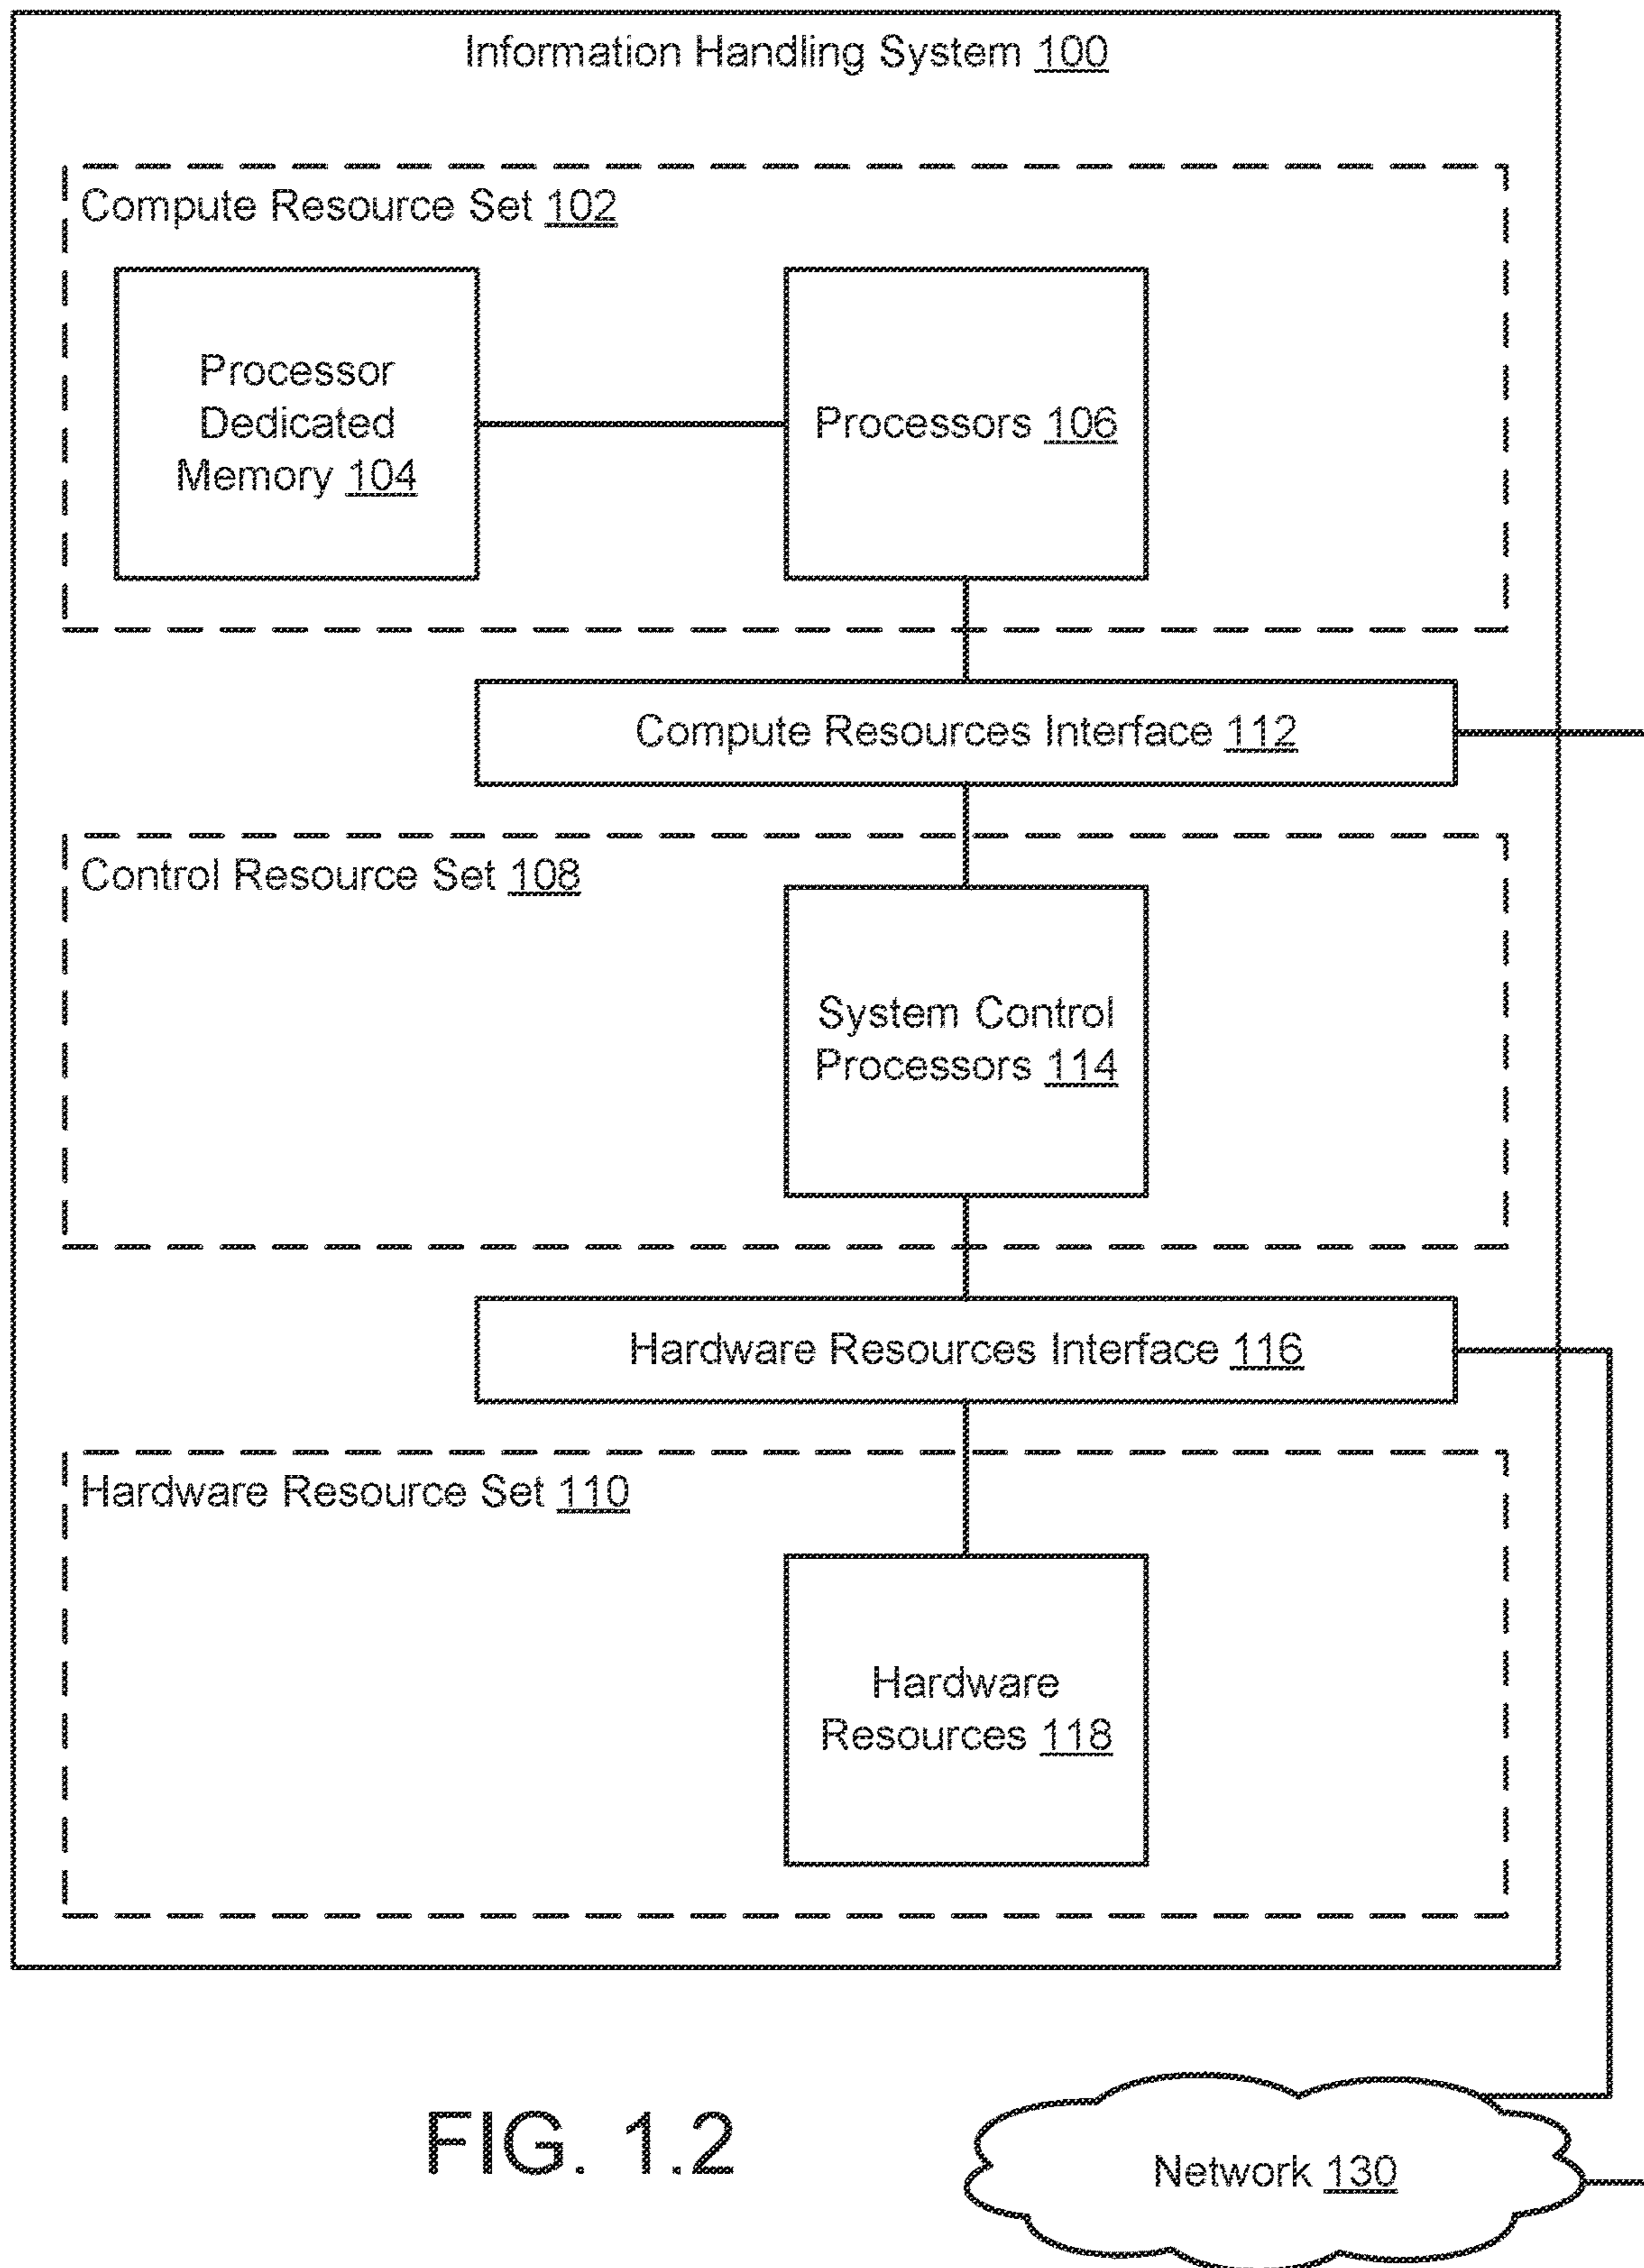 Information Handling System 100
Compute Resource Set 102
Processor
Dedicated
Memory 104
Processors 106
Compute Resources Interface 112
Control Resource Set 108
System Control
Processors 114
Hardware Resources Interface 116
Hardware Resource Set 110
Hardware
Resources 118
FIG. 1.2
Network 130